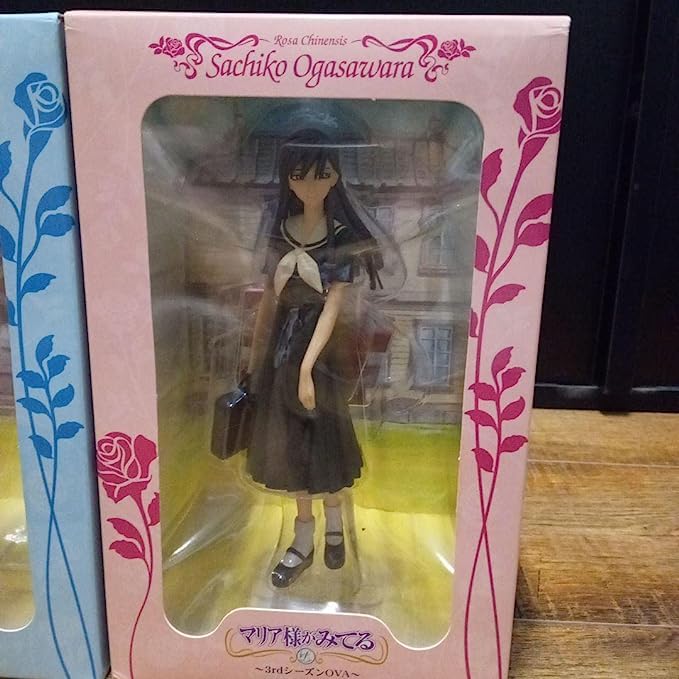 Rosa Chinensis
Sachiko Ogasawara
マリア様がみてる
～3rdシーズンOVA～